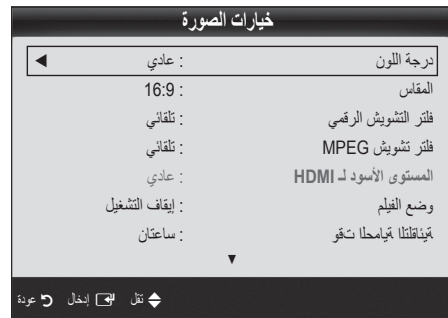 خيارات الصورة
درجة اللون : عادي
المقاس : 16:9
فلتر التشويش الرقمي : تلقائي
فلتر تشويش MPEG : تلقائي
المستوى الأسود لـ HDMI : عادي
وضع الفيلم : إيقاف التشغيل
ةيئاقلتلا ةيامحلا تقو : ساعتان
نقل إدخال عودة